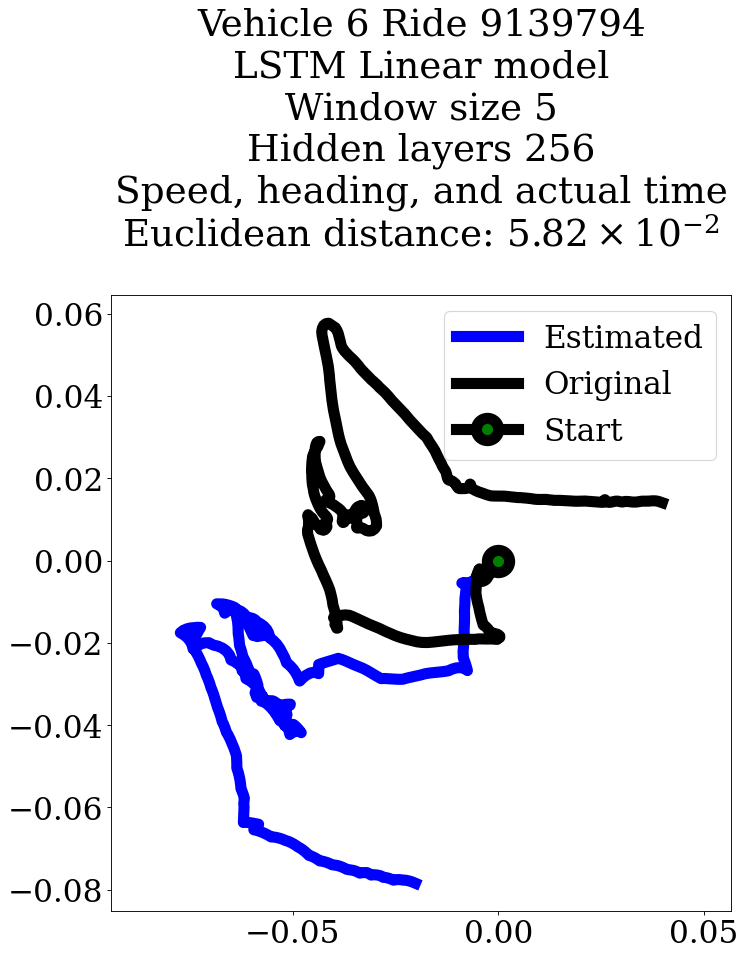 Vehicle 6 Ride 9139794
LSTM Linear model
Window size 5
Hidden layers 256
Speed, heading, and actual time
Euclidean distance: 5.82 × 10⁻²
Estimated
Original
Start
0.06
0.04
0.02
0.00
−0.02
−0.04
−0.06
−0.08
−0.05
0.00
0.05